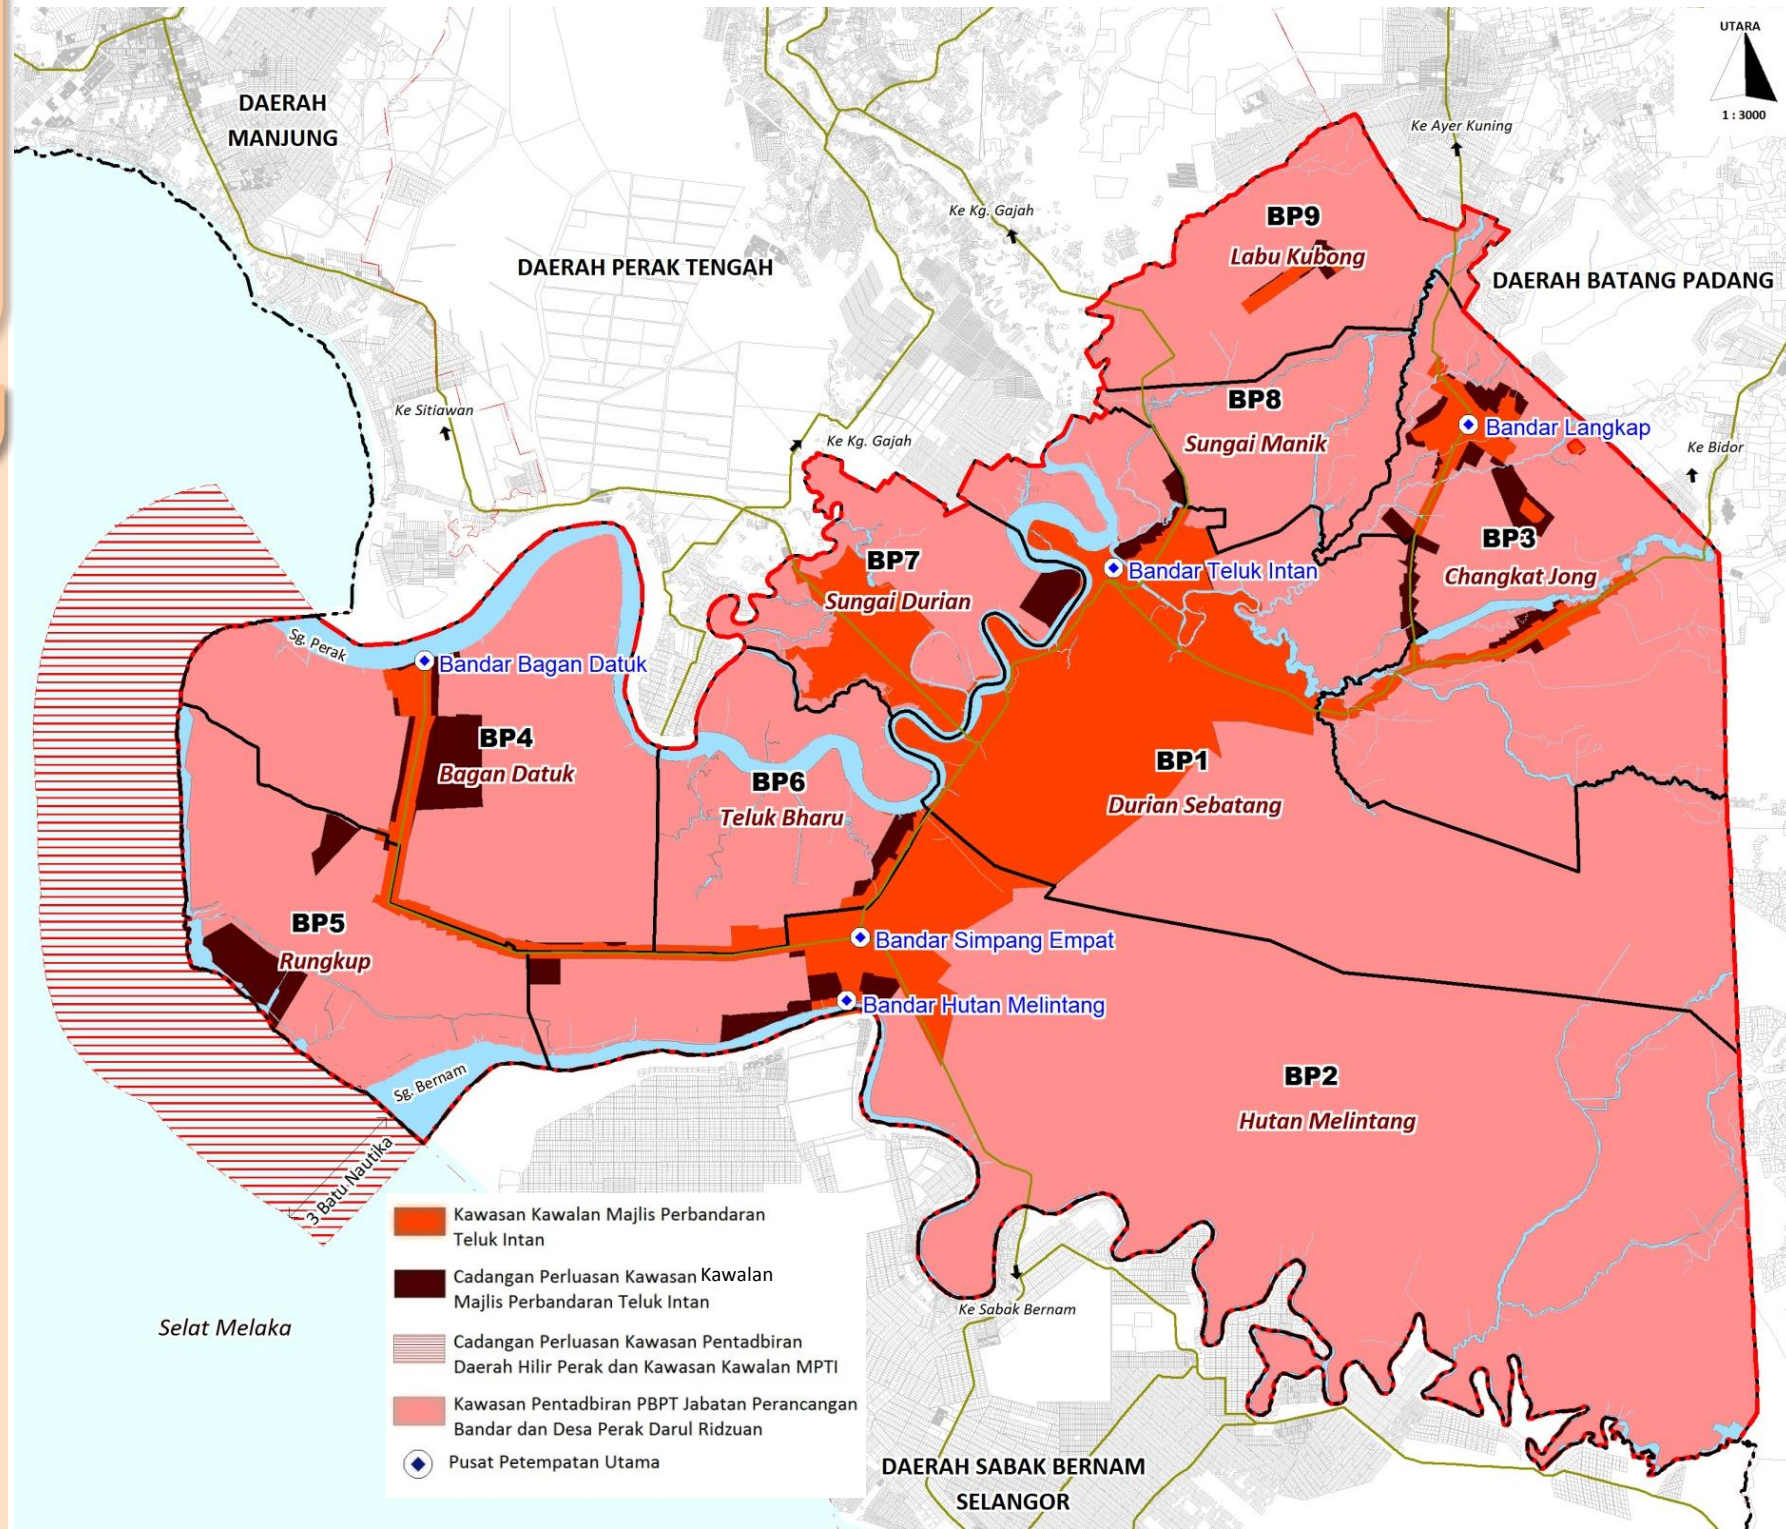 UTARA
1 : 3000
DAERAH
MANJUNG
Ke Ayer Kuning
Ke Kg. Gajah
BP9
Labu Kubong
DAERAH PERAK TENGAH
DAERAH BATANG PADANG
Ke Sitiawan
Ke Kg. Gajah
BP8
Sungai Manik
Bandar Langkap
Ke Bidor
BP3
Changkat Jong
BP7
Sungai Durian
Bandar Teluk Intan
Sg. Perak
Bandar Bagan Datuk
BP4
Bagan Datuk
BP6
Teluk Bharu
BP1
Durian Sebatang
BP5
Rungkup
Bandar Simpang Empat
Bandar Hutan Melintang
Sg. Bernam
BP2
Hutan Melintang
3 Batu Nautika
Kawasan Kawalan Majlis Perbandaran
Teluk Intan
Cadangan Perluasan Kawasan Kawalan
Majlis Perbandaran Teluk Intan
Cadangan Perluasan Kawasan Pentadbiran
Daerah Hilir Perak dan Kawasan Kawalan MPTI
Kawasan Pentadbiran PBPT Jabatan Perancangan
Bandar dan Desa Perak Darul Ridzuan
Pusat Petempatan Utama
Selat Melaka
Ke Sabak Bernam
DAERAH SABAK BERNAM
SELANGOR